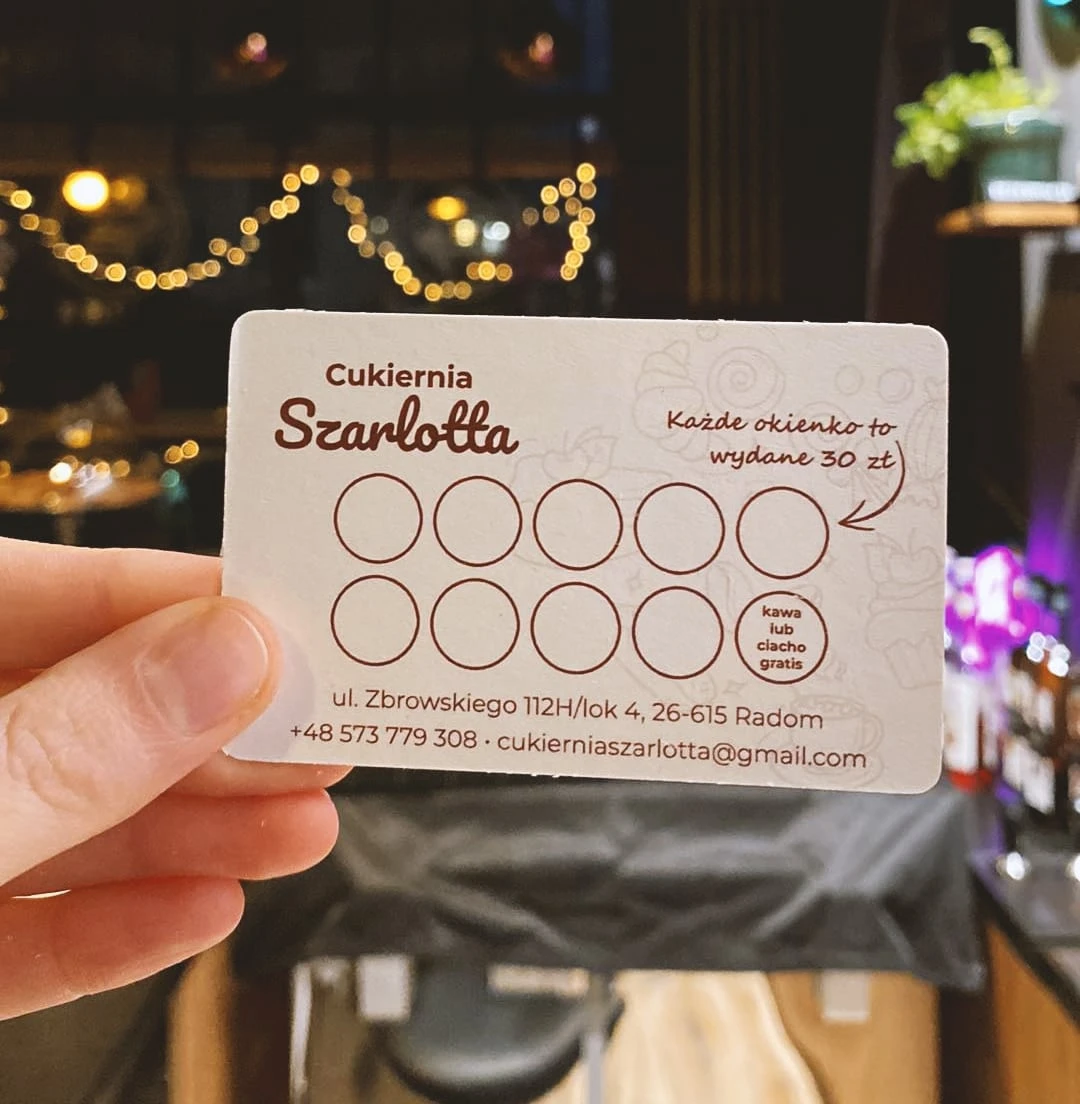 Cukiernia
Szarlotta
Każde okienko to
wydane 30 zł
kawa
lub
ciacho
gratis
ul. Zbrowskiego 112H/lok 4, 26-615 Radom
+48 573 779 308 · cukierniaszarlotta@gmail.com